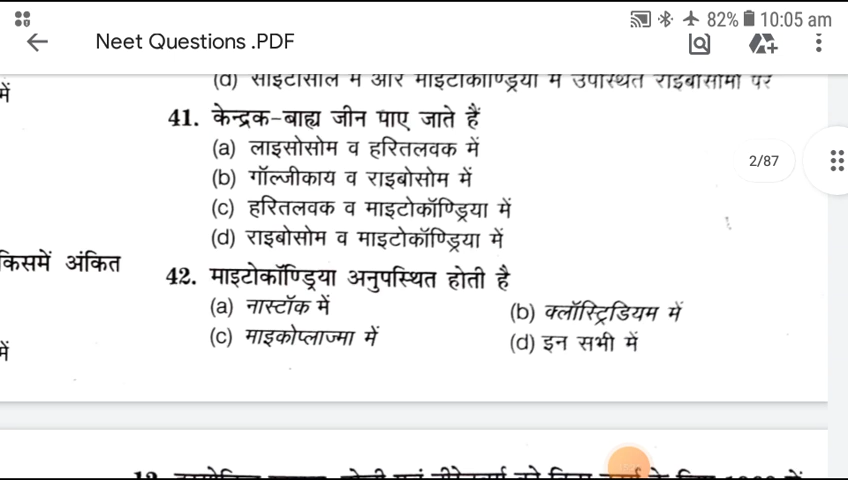 82% 10:05 am
Neet Questions .PDF
(d) साइटोसोल में और माइटोकॉण्ड्रिया में उपस्थित राइबोसोमों पर
में
41. केन्द्रक-बाह्य जीन पाए जाते हैं
(a) लाइसोसोम व हरितलवक में
2/87
(b) गॉल्जीकाय व राइबोसोम में
(c) हरितलवक व माइटोकॉण्ड्रिया में
(d) राइबोसोम व माइटोकॉण्ड्रिया में
किसमें अंकित
42. माइटोकॉण्ड्रिया अनुपस्थित होती है
(a) नास्टॉक में (b) क्लॉस्ट्रिडियम में
(c) माइकोप्लाज्मा में (d) इन सभी में
में